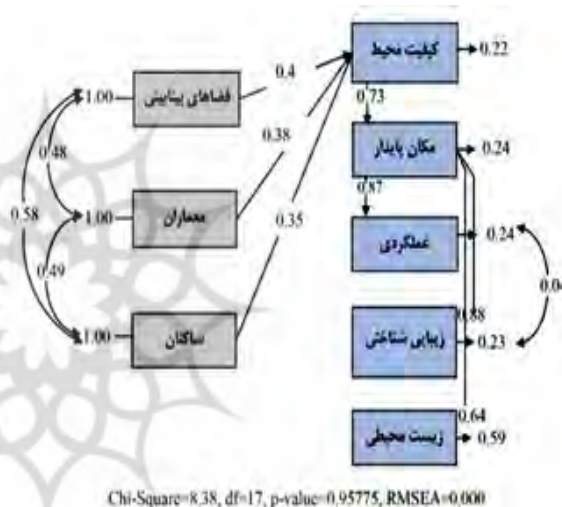 کیفیت محیط
0.22
0.4
فضاهای بینابینی
1.00
0.73
0.38
مکان پایدار
0.24
0.48
0.87
0.35
معماران
1.00
0.58
عملکردی
0.24
0.49
0.88
ساکنان
1.00
زیبایی شناختی
0.23
0.64
زیست محیطی
0.59
Chi-Square=8.38, df=17, p-value=0.95775, RMSEA=0.000